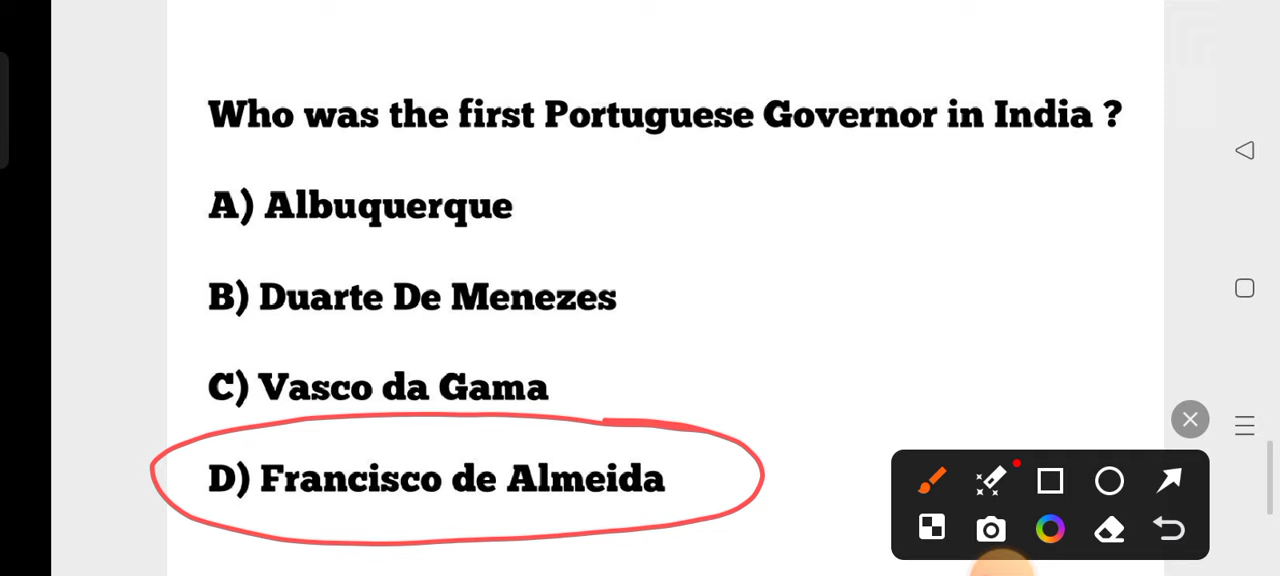 Who was the first Portuguese Governor in India ?
A) Albuquerque
B) Duarte De Menezes
C) Vasco da Gama
D) Francisco de Almeida